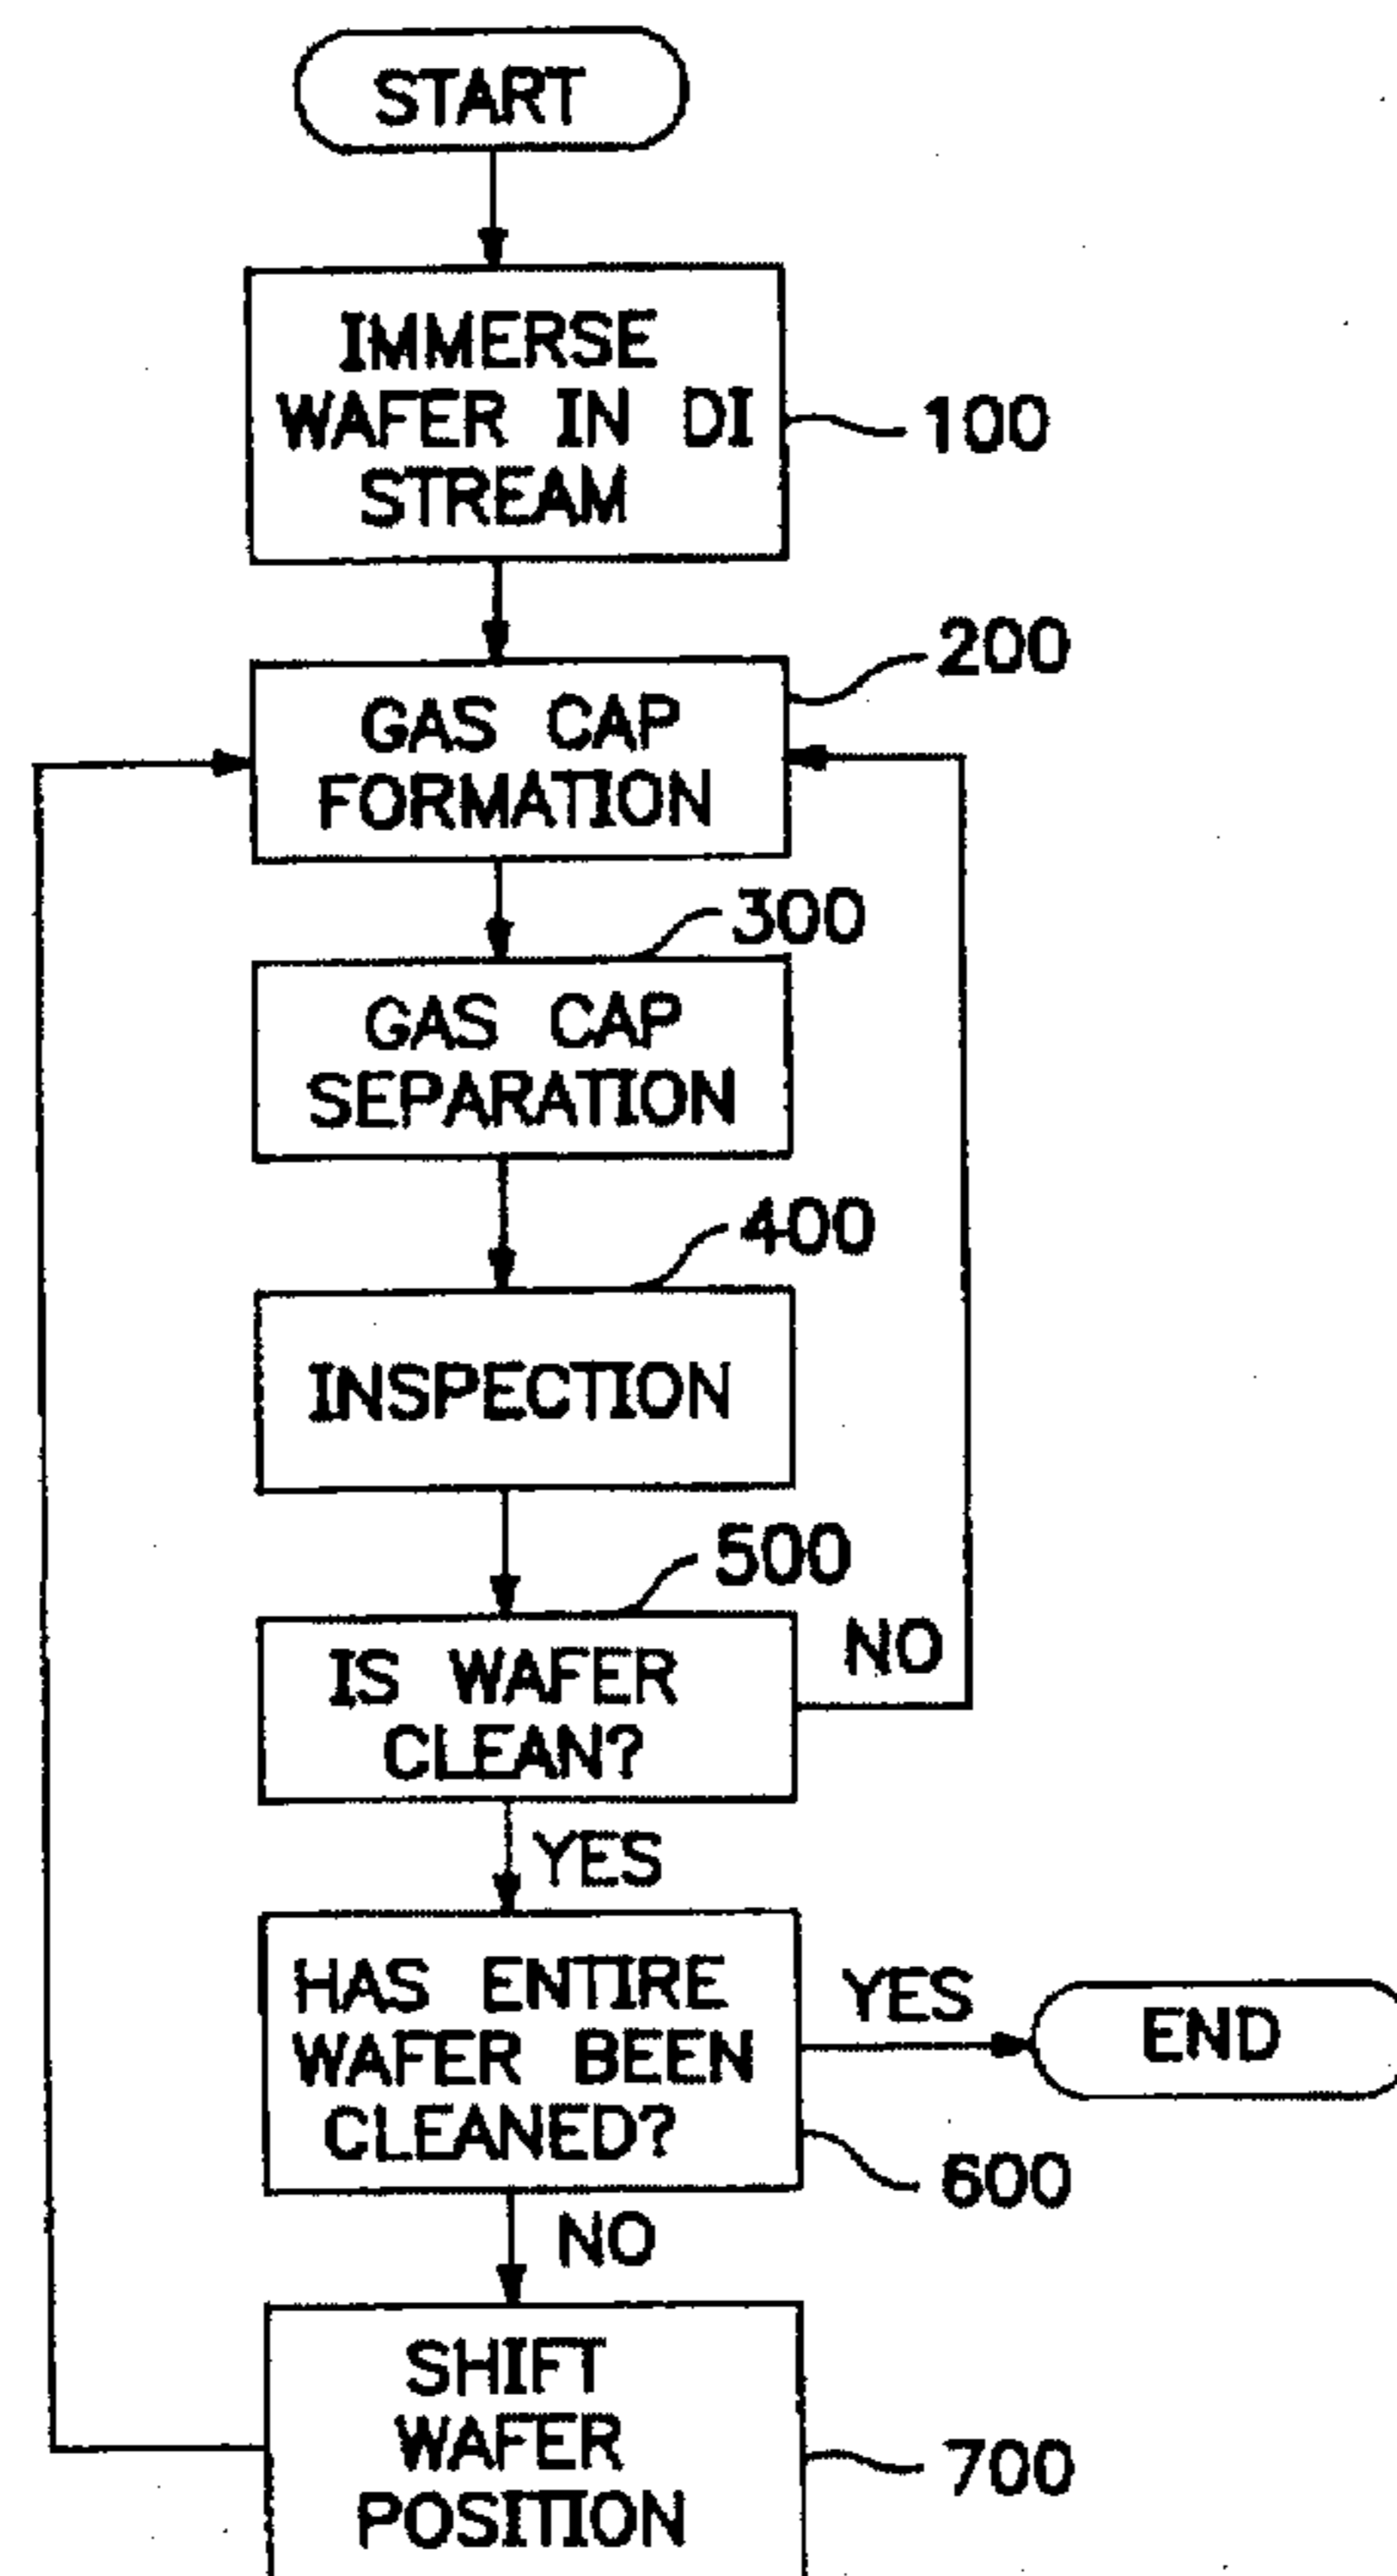 START
IMMERSE
WAFER IN DI
STREAM
100
200
GAS CAP
FORMATION
300
GAS CAP
SEPARATION
400
INSPECTION
500
IS WAFER
CLEAN?
NO
YES
HAS ENTIRE
WAFER BEEN
CLEANED?
YES
END
600
NO
SHIFT
WAFER
POSITION
700